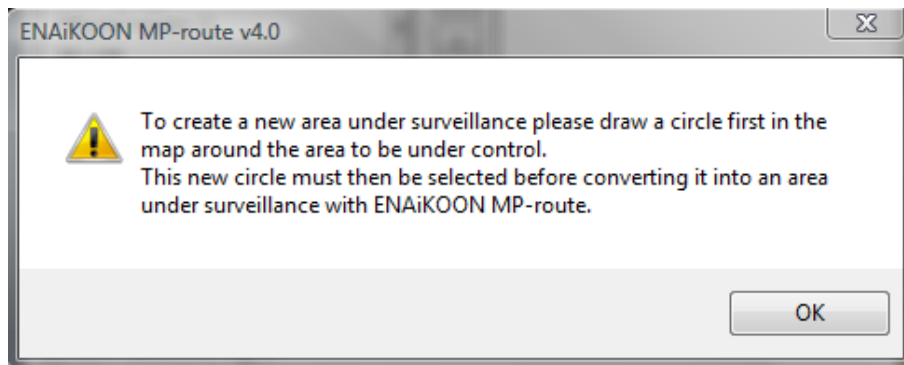 ENAiKOON MP-route v4.0
To create a new area under surveillance please draw a circle first in the
map around the area to be under control.
This new circle must then be selected before converting it into an area
under surveillance with ENAiKOON MP-route.
OK